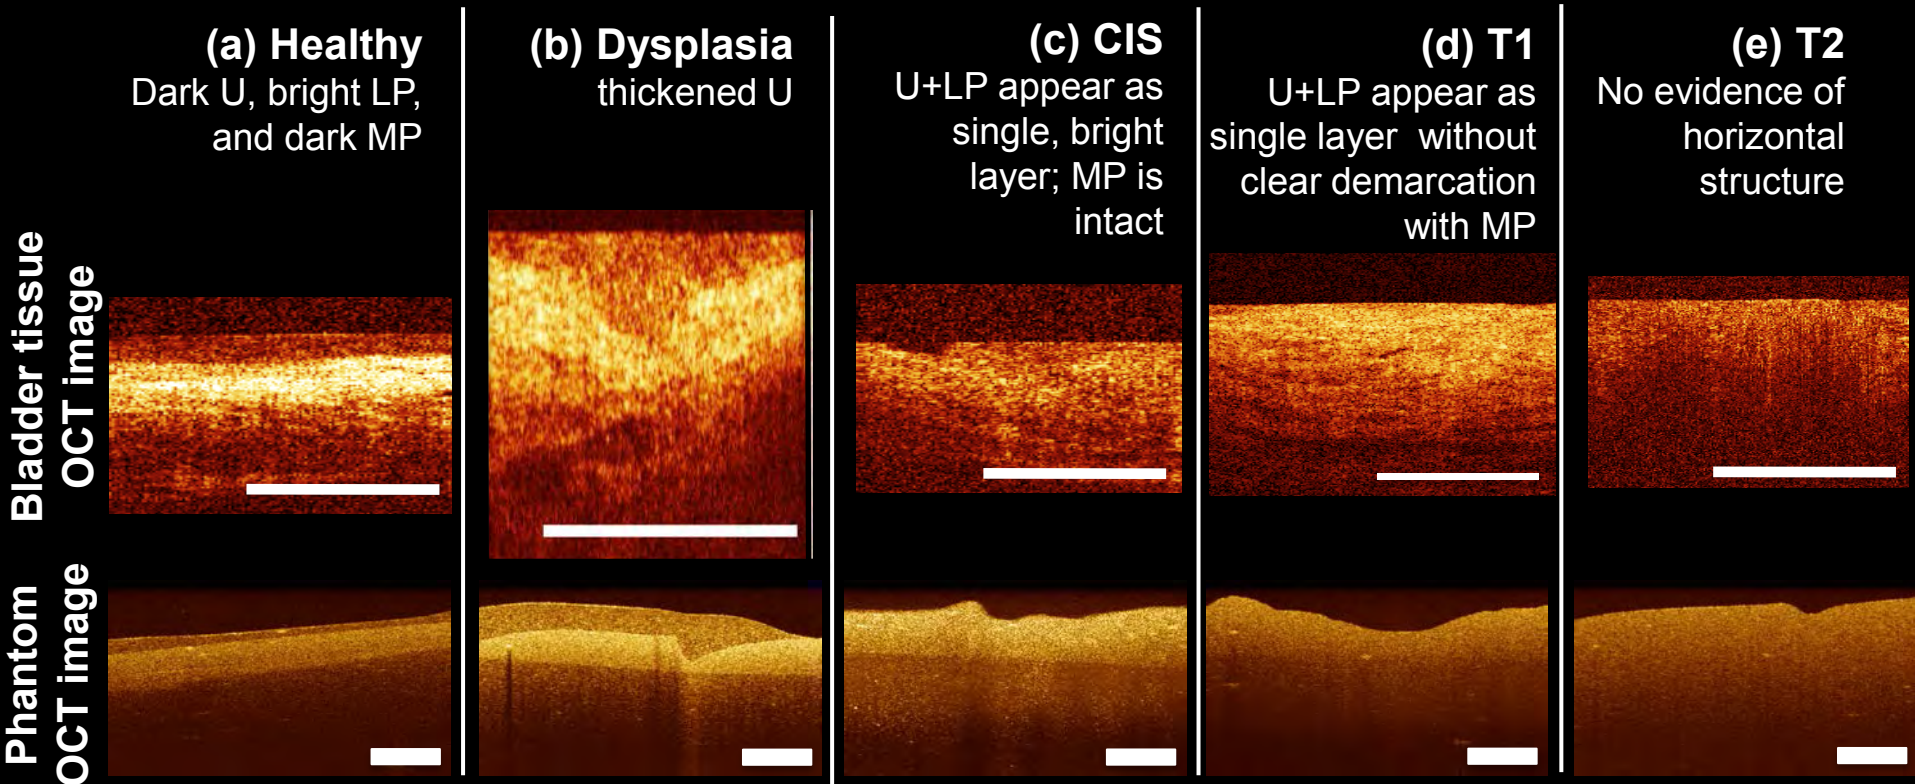 (a) Healthy
Dark U, bright LP,
and dark MP
(b) Dysplasia
thickened U
(c) CIS
U+LP appear as
single, bright
layer; MP is
intact
(d) T1
U+LP appear as
single layer without
clear demarcation
with MP
(e) T2
No evidence of
horizontal
structure
Bladder tissue
OCT image
Phantom
OCT image